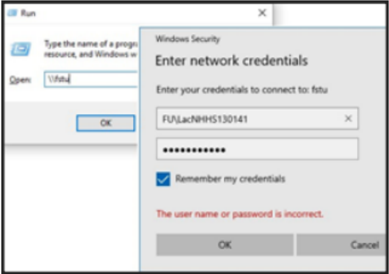 Run
Type the name of a progr
resource, and Windows w
Open:
\\fstu
OK
Windows Security
Enter network credentials
Enter your credentials to connect to: fstu
FU\LacNHHS130141
●●●●●●●●●●●
Remember my credentials
The user name or password is incorrect.
OK
Cancel